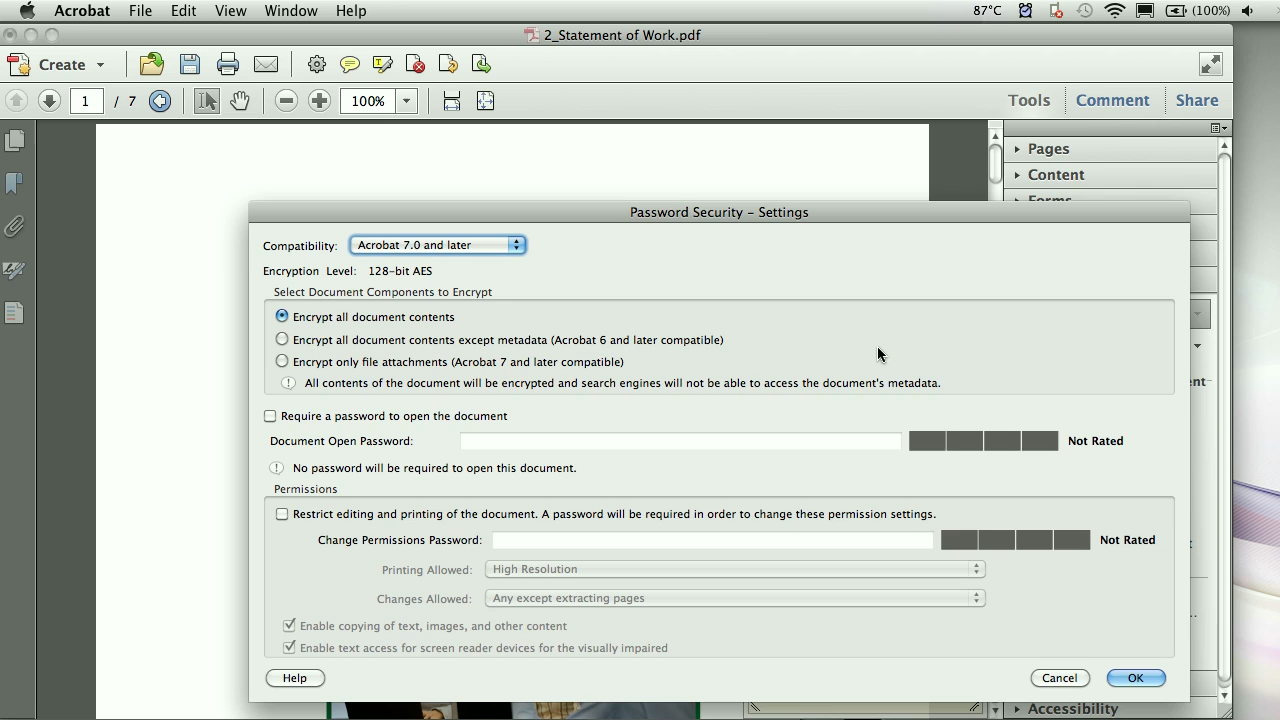 Acrobat File Edit View Window Help 87°C (100%)
2_Statement of Work.pdf
Create
1 / 7 100% Tools Comment Share
Pages
Content
Forms
Password Security – Settings
Compatibility: Acrobat 7.0 and later
Encryption Level: 128-bit AES
Select Document Components to Encrypt
Encrypt all document contents
Encrypt all document contents except metadata (Acrobat 6 and later compatible)
Encrypt only file attachments (Acrobat 7 and later compatible)
All contents of the document will be encrypted and search engines will not be able to access the document's metadata.
Require a password to open the document
Document Open Password: Not Rated
No password will be required to open this document.
Permissions
Restrict editing and printing of the document. A password will be required in order to change these permission settings.
Change Permissions Password: Not Rated
Printing Allowed: High Resolution
Changes Allowed: Any except extracting pages
Enable copying of text, images, and other content
Enable text access for screen reader devices for the visually impaired
Help Cancel OK
Accessibility